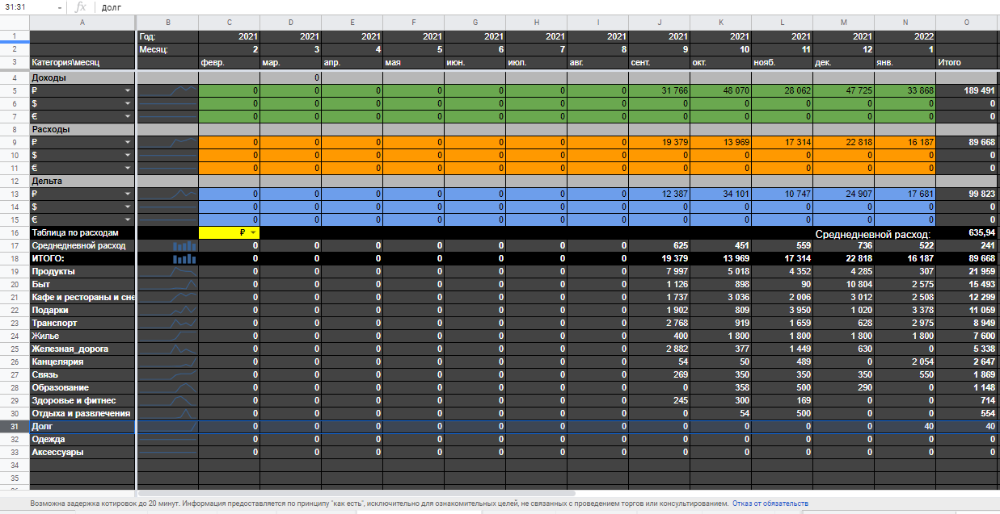 31:31 fx Долг
A B C D E F G H I J K L M N O
1 Год: 2021 2021 2021 2021 2021 2021 2021 2021 2021 2021 2021 2022
2 Месяц: 2 3 4 5 6 7 8 9 10 11 12 1
3 Категория\месяц февр. мар. апр. мая июн. июл. авг. сент. окт. нояб. дек. янв. Итого
4 Доходы 0
5 ₽ 0 0 0 0 0 0 0 31 766 48 070 28 062 47 725 33 868 189 491
6 $ 0 0 0 0 0 0 0 0 0 0 0 0 0
7 € 0 0 0 0 0 0 0 0 0 0 0 0 0
8 Расходы
9 ₽ 0 0 0 0 0 0 0 19 379 13 969 17 314 22 818 16 187 89 668
10 $ 0 0 0 0 0 0 0 0 0 0 0 0 0
11 € 0 0 0 0 0 0 0 0 0 0 0 0 0
12 Дельта
13 ₽ 0 0 0 0 0 0 0 12 387 34 101 10 747 24 907 17 681 99 823
14 $ 0 0 0 0 0 0 0 0 0 0 0 0 0
15 € 0 0 0 0 0 0 0 0 0 0 0 0 0
16 Таблица по расходам ₽ Среднедневной расход: 635,94
17 Среднедневной расход 0 0 0 0 0 0 0 625 451 559 736 522 241
18 ИТОГО: 0 0 0 0 0 0 0 19 379 13 969 17 314 22 818 16 187 89 668
19 Продукты 0 0 0 0 0 0 0 7 997 5 018 4 352 4 285 307 21 959
20 Быт 0 0 0 0 0 0 0 1 126 898 90 10 804 2 575 15 493
21 Кафе и рестораны и сне 0 0 0 0 0 0 0 1 737 3 036 2 006 3 012 2 508 12 299
22 Подарки 0 0 0 0 0 0 0 1 902 809 3 950 1 020 3 378 11 059
23 Транспорт 0 0 0 0 0 0 0 2 768 919 1 659 628 2 975 8 949
24 Жилье 0 0 0 0 0 0 0 400 1 800 1 800 1 800 1 800 7 600
25 Железная_дорога 0 0 0 0 0 0 0 2 882 377 1 449 630 0 5 338
26 Канцелярия 0 0 0 0 0 0 0 54 50 489 0 2 054 2 647
27 Связь 0 0 0 0 0 0 0 269 350 350 350 550 1 869
28 Образование 0 0 0 0 0 0 0 0 358 500 290 0 1 148
29 Здоровье и фитнес 0 0 0 0 0 0 0 245 300 169 0 0 714
30 Отдыха и развлечения 0 0 0 0 0 0 0 0 54 500 0 0 554
31 Долг 0 0 0 0 0 0 0 0 0 0 0 40 40
32 Одежда 0 0 0 0 0 0 0 0 0 0 0 0 0
33 Аксессуары 0 0 0 0 0 0 0 0 0 0 0 0 0
34
35
Возможна задержка котировок до 20 минут. Информация предоставляется по принципу "как есть", исключительно для ознакомительных целей, не связанных с проведением торгов или консультированием. Отказ от обязательств